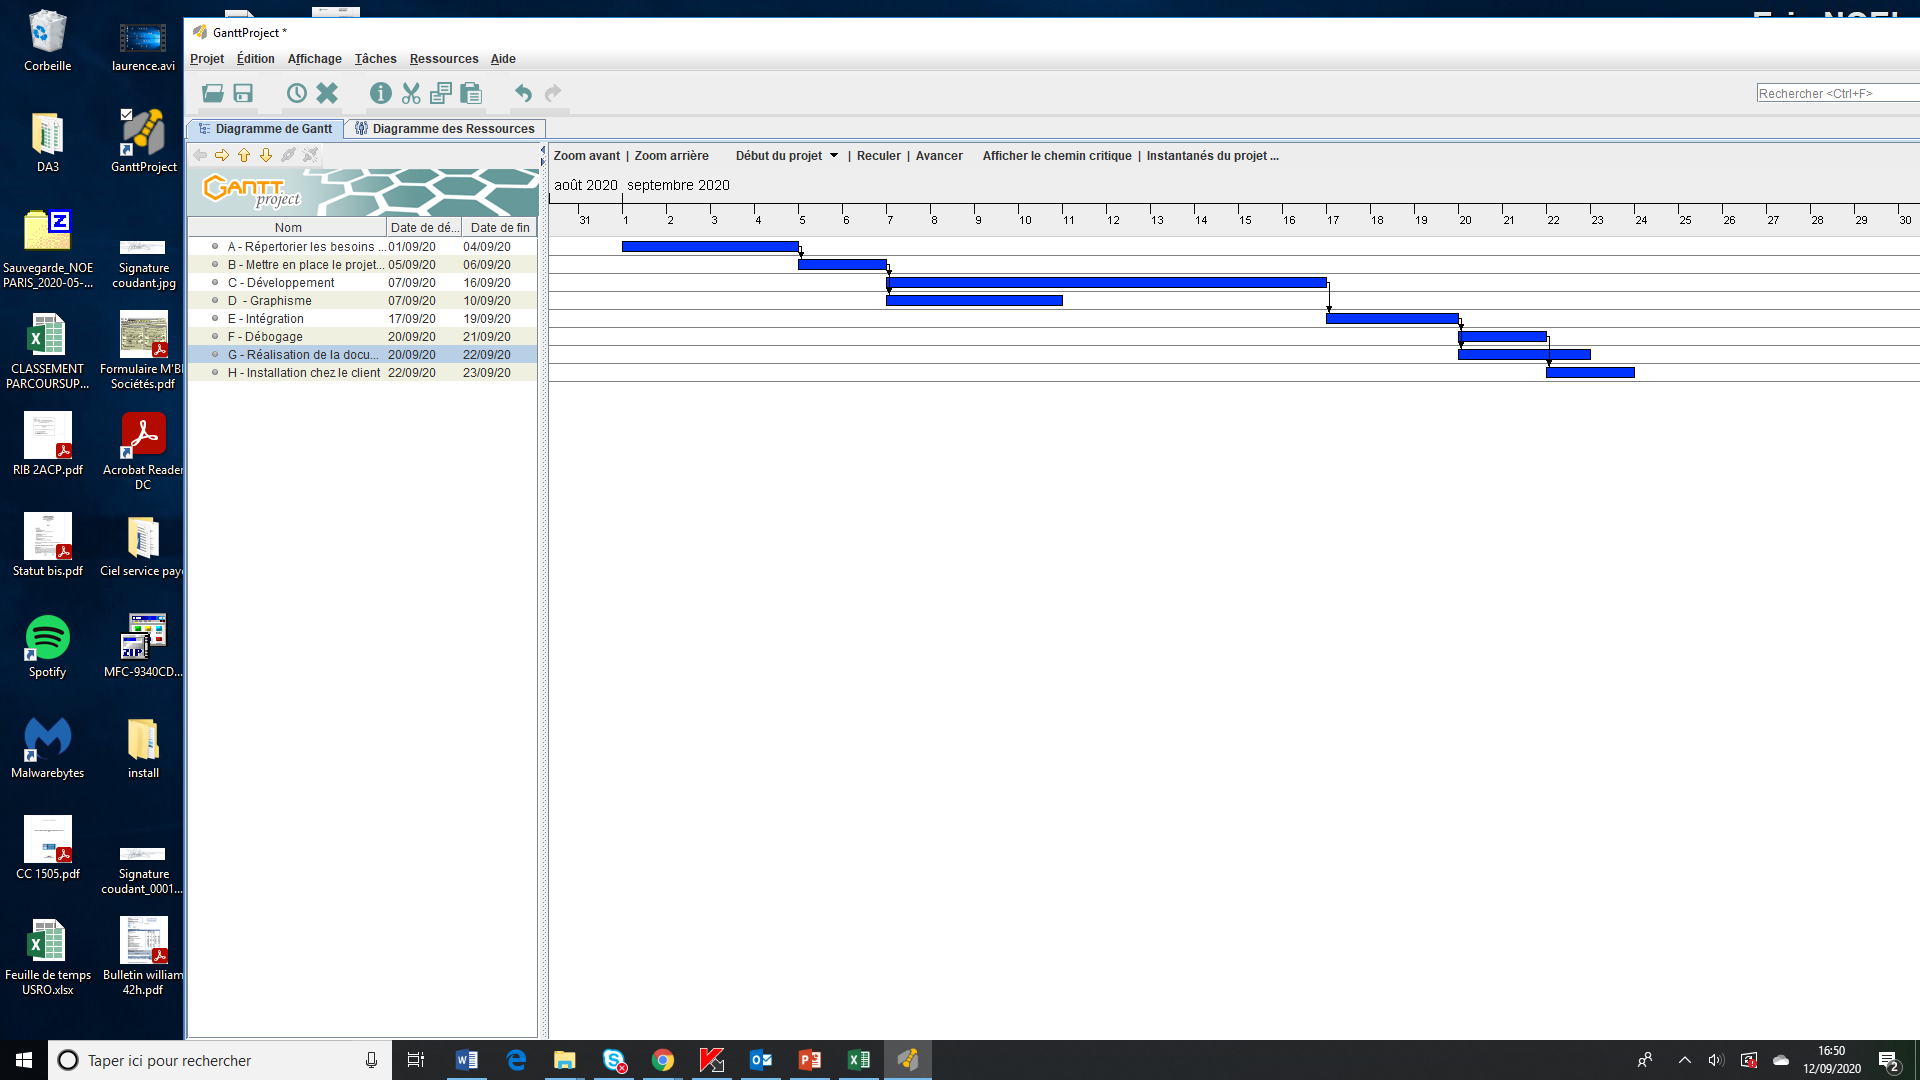 Corbeille
laurence.avi
DA3
GanttProject
Sauvegarde_NOE
PARIS_2020-05-...
Signature
coudant.jpg
CLASSEMENT
PARCOURSUP...
Formulaire M'BE
Sociétés.pdf
RIB 2ACP.pdf
Acrobat Reader
DC
Statut bis.pdf
Ciel service paye
Spotify
MFC-9340CD...
Malwarebytes
install
CC 1505.pdf
Signature
coudant_0001...
Feuille de temps
USRO.xlsx
Bulletin william
42h.pdf
GanttProject *
Projet Édition Affichage Tâches Ressources Aide
Rechercher <Ctrl+F>
Diagramme de Gantt Diagramme des Ressources
Zoom avant | Zoom arrière Début du projet | Reculer | Avancer Afficher le chemin critique | Instantanés du projet ...
GANTT
project
août 2020 septembre 2020
31 1 2 3 4 5 6 7 8 9 10 11 12 13 14 15 16 17 18 19 20 21 22 23 24 25 26 27 28 29 30
Nom Date de dé... Date de fin
A - Répertorier les besoins ... 01/09/20 04/09/20
B - Mettre en place le projet... 05/09/20 06/09/20
C - Développement 07/09/20 16/09/20
D - Graphisme 07/09/20 10/09/20
E - Intégration 17/09/20 19/09/20
F - Débogage 20/09/20 21/09/20
G - Réalisation de la docu... 20/09/20 22/09/20
H - Installation chez le client 22/09/20 23/09/20
Taper ici pour rechercher
16:50
12/09/2020
2